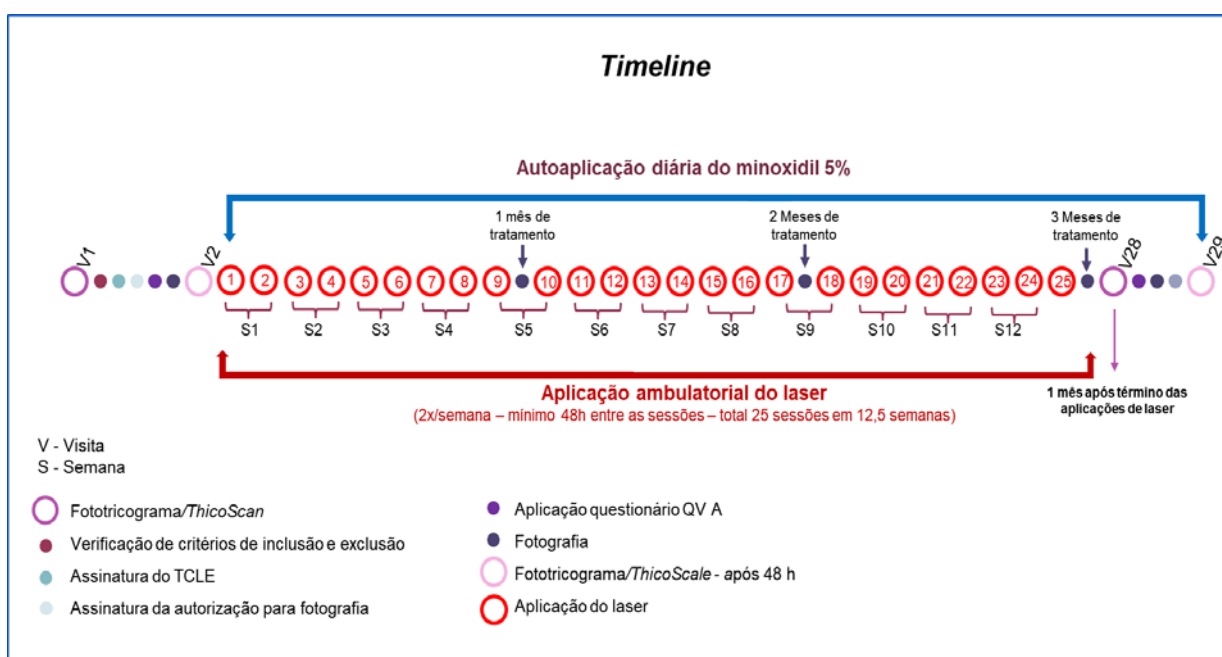 Timeline
Autoaplicação diária do minoxidil 5%
1 mês de
tratamento
2 Meses de
tratamento
3 Meses de
tratamento
V1
V2
V28
V29
1 2 3 4 5 6 7 8 9 10 11 12 13 14 15 16 17 18 19 20 21 22 23 24 25
S1 S2 S3 S4 S5 S6 S7 S8 S9 S10 S11 S12
Aplicação ambulatorial do laser
(2x/semana – mínimo 48h entre as sessões – total 25 sessões em 12,5 semanas)
1 mês após término das
aplicações de laser
V - Visita
S - Semana
Fototricograma/ThicoScan
Verificação de critérios de inclusão e exclusão
Assinatura do TCLE
Assinatura da autorização para fotografia
Aplicação questionário QV A
Fotografia
Fototricograma/ThicoScale - após 48 h
Aplicação do laser